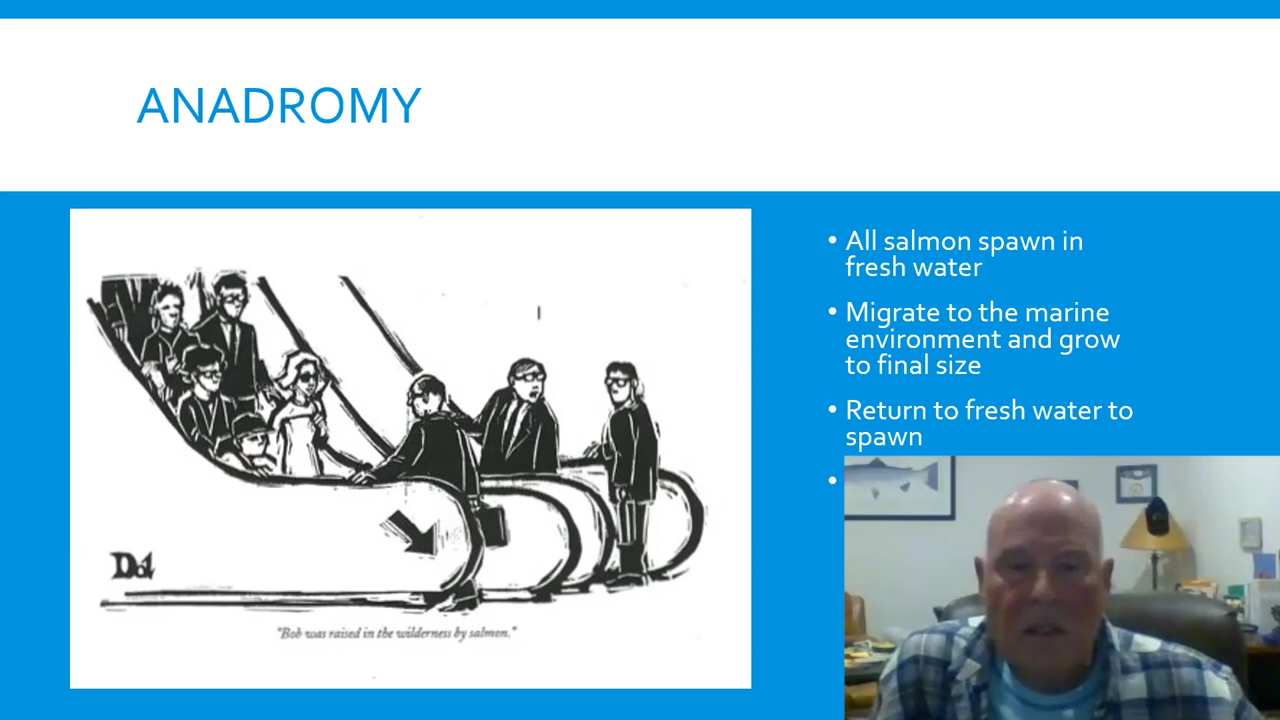 ANADROMY
• All salmon spawn in
fresh water
• Migrate to the marine
environment and grow
to final size
• Return to fresh water to
spawn
•
"Bob was raised in the wilderness by salmon."